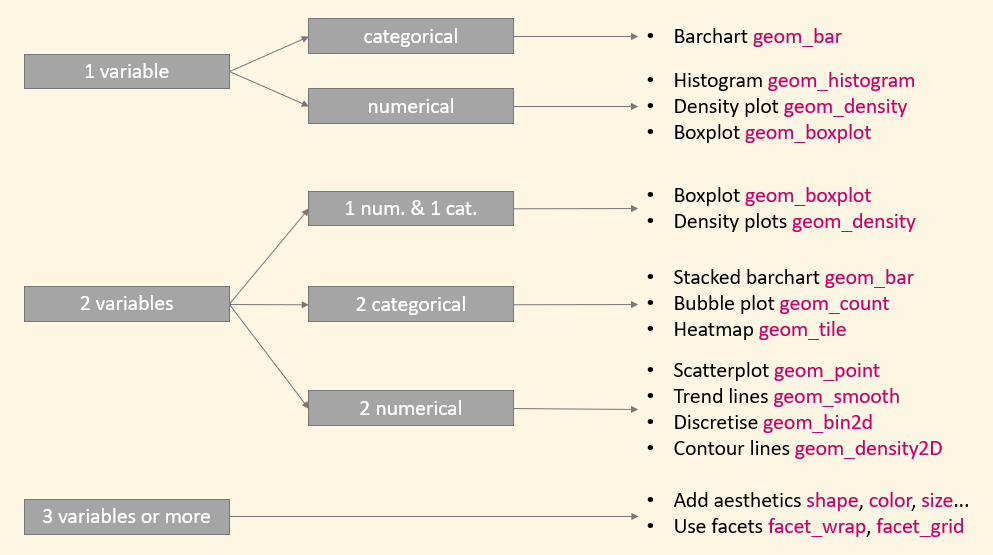 1 variable
categorical
• Barchart geom_bar
numerical
• Histogram geom_histogram
• Density plot geom_density
• Boxplot geom_boxplot
2 variables
1 num. & 1 cat.
• Boxplot geom_boxplot
• Density plots geom_density
2 categorical
• Stacked barchart geom_bar
• Bubble plot geom_count
• Heatmap geom_tile
2 numerical
• Scatterplot geom_point
• Trend lines geom_smooth
• Discretise geom_bin2d
• Contour lines geom_density2D
3 variables or more
• Add aesthetics shape, color, size...
• Use facets facet_wrap, facet_grid